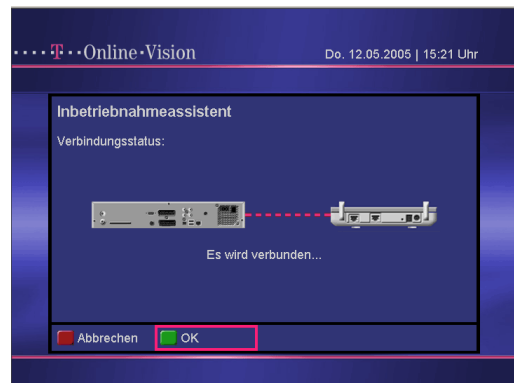 ····T··Online·Vision
Do. 12.05.2005 | 15:21 Uhr
Inbetriebnahmeassistent
Verbindungsstatus:
Es wird verbunden...
Abbrechen OK